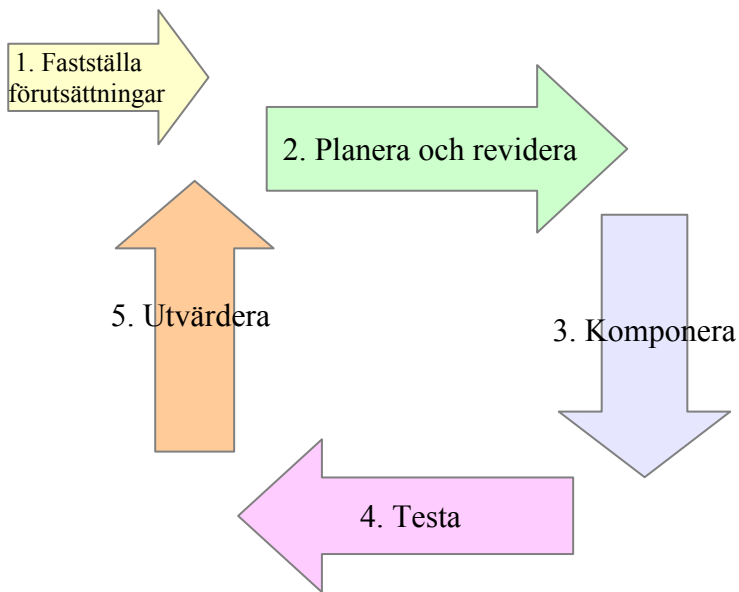 1. Fastställa
förutsättningar
2. Planera och revidera
3. Komponera
4. Testa
5. Utvärdera